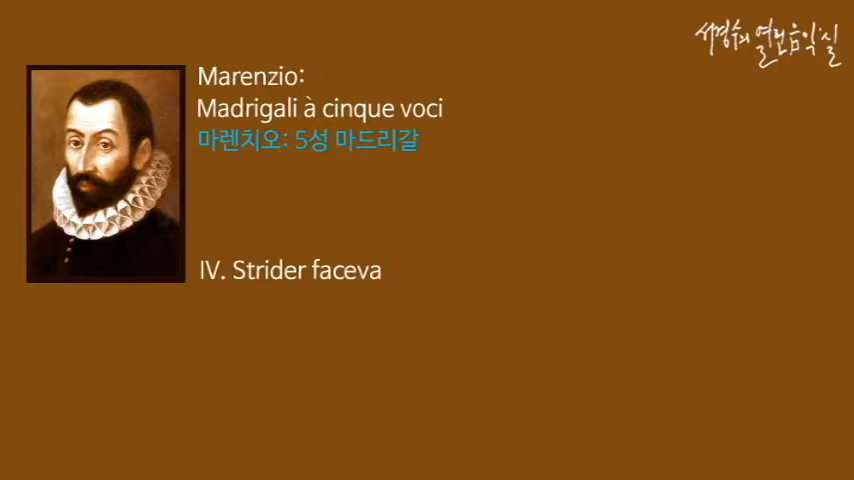 서경수의 열린음악실
Marenzio:
Madrigali à cinque voci
마렌치오: 5성 마드리갈
IV. Strider faceva